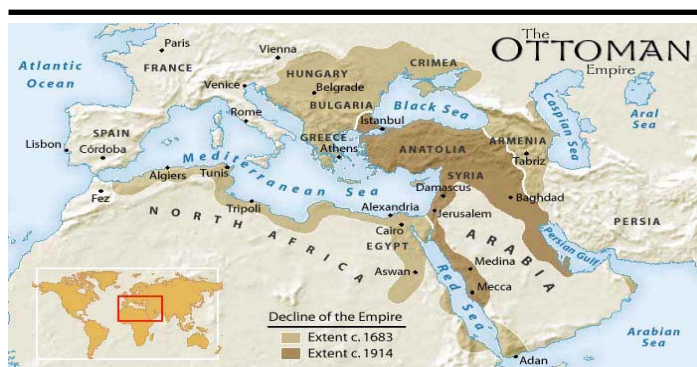 The
OTTOMAN
Empire
Atlantic
Ocean
Paris
FRANCE
Vienna
HUNGARY
CRIMEA
Venice
Belgrade
BULGARIA
Black Sea
Caspian Sea
Aral
Sea
Rome
Istanbul
SPAIN
GREECE
ARMENIA
Lisbon
Córdoba
Athens
ANATOLIA
Tabriz
Mediterranean Sea
Algiers
Tunis
SYRIA
Damascus
Baghdad
Fez
Tripoli
Alexandria
Jerusalem
PERSIA
NORTH AFRICA
Cairo
EGYPT
ARABIA
Persian Gulf
Aswan
Medina
Red Sea
Mecca
Decline of the Empire
Extent c. 1683
Extent c. 1914
Arabian
Sea
Adan